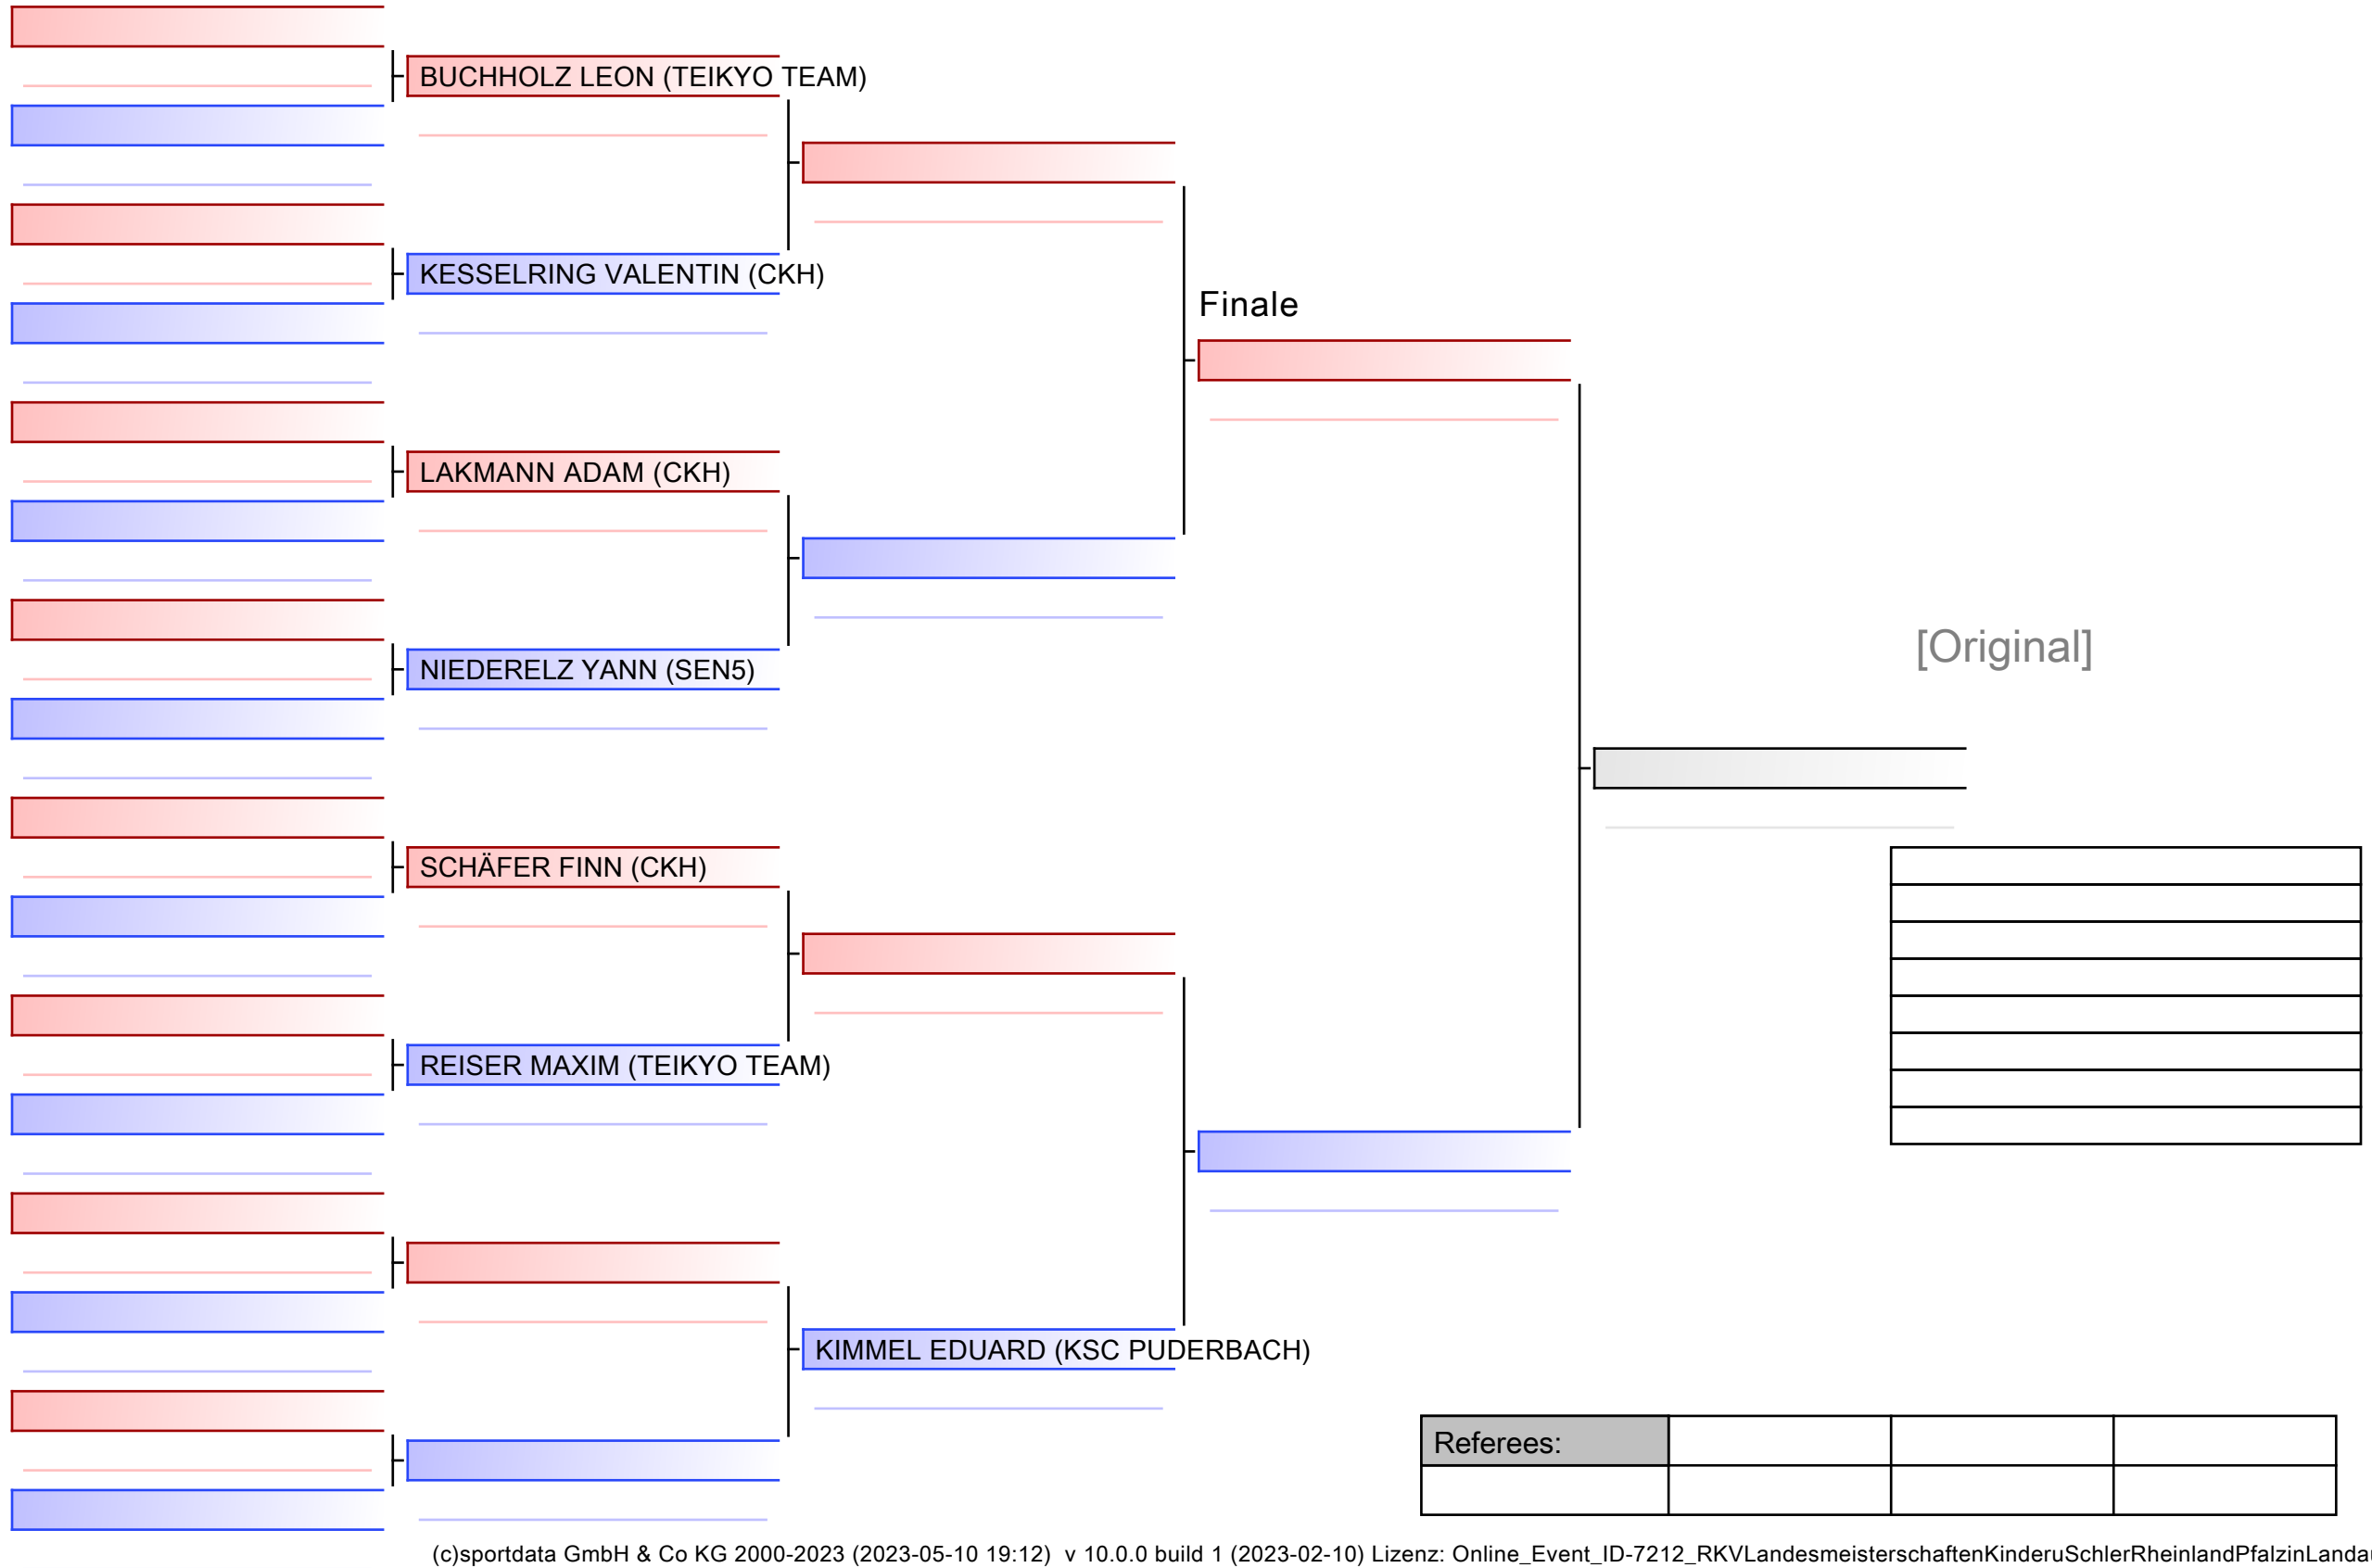 BUCHHOLZ LEON (TEIKYO TEAM)
KESSELRING VALENTIN (CKH)
Finale
LAKMANN ADAM (CKH)
NIEDERELZ YANN (SEN5)
[Original]
SCHÄFER FINN (CKH)
REISER MAXIM (TEIKYO TEAM)
KIMMEL EDUARD (KSC PUDERBACH)
Referees:
(c)sportdata GmbH & Co KG 2000-2023 (2023-05-10 19:12) v 10.0.0 build 1 (2023-02-10) Lizenz: Online_Event_ID-7212_RKVLandesmeisterschaftenKinderuSchlerRheinlandPfalzinLanda